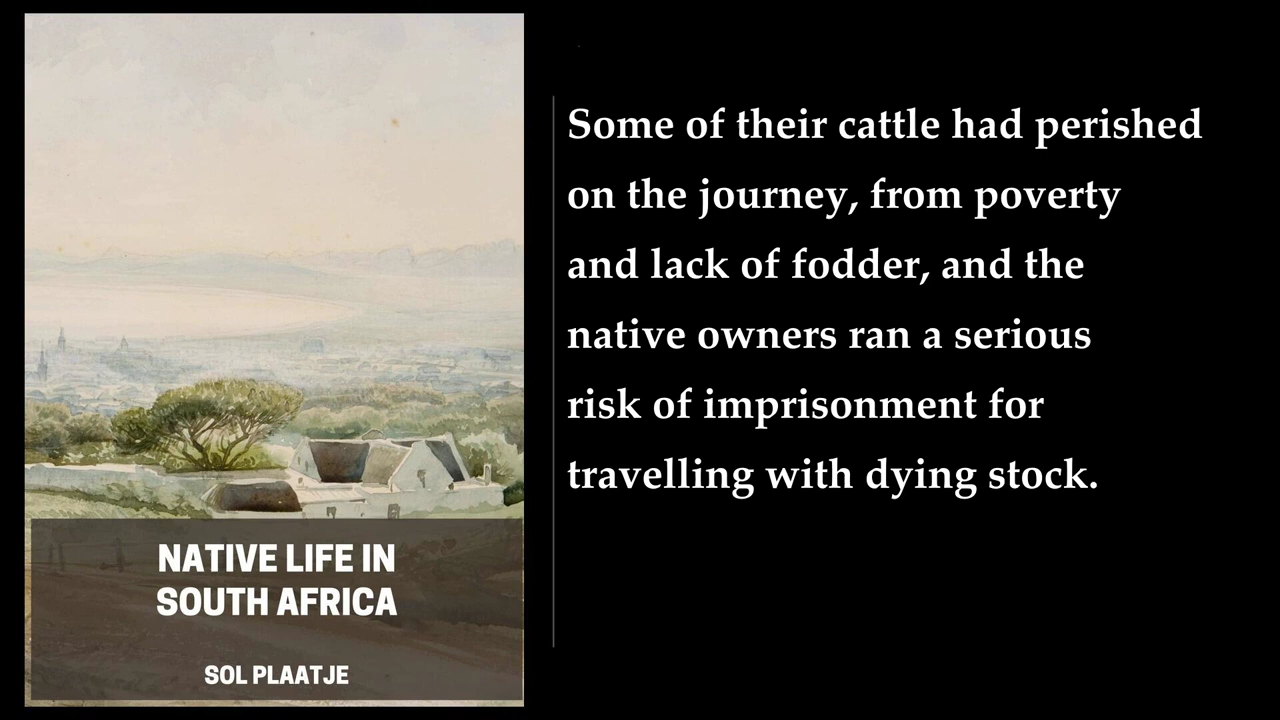 Some of their cattle had perished
on the journey, from poverty
and lack of fodder, and the
native owners ran a serious
risk of imprisonment for
travelling with dying stock.
NATIVE LIFE IN
SOUTH AFRICA
SOL PLAATJE